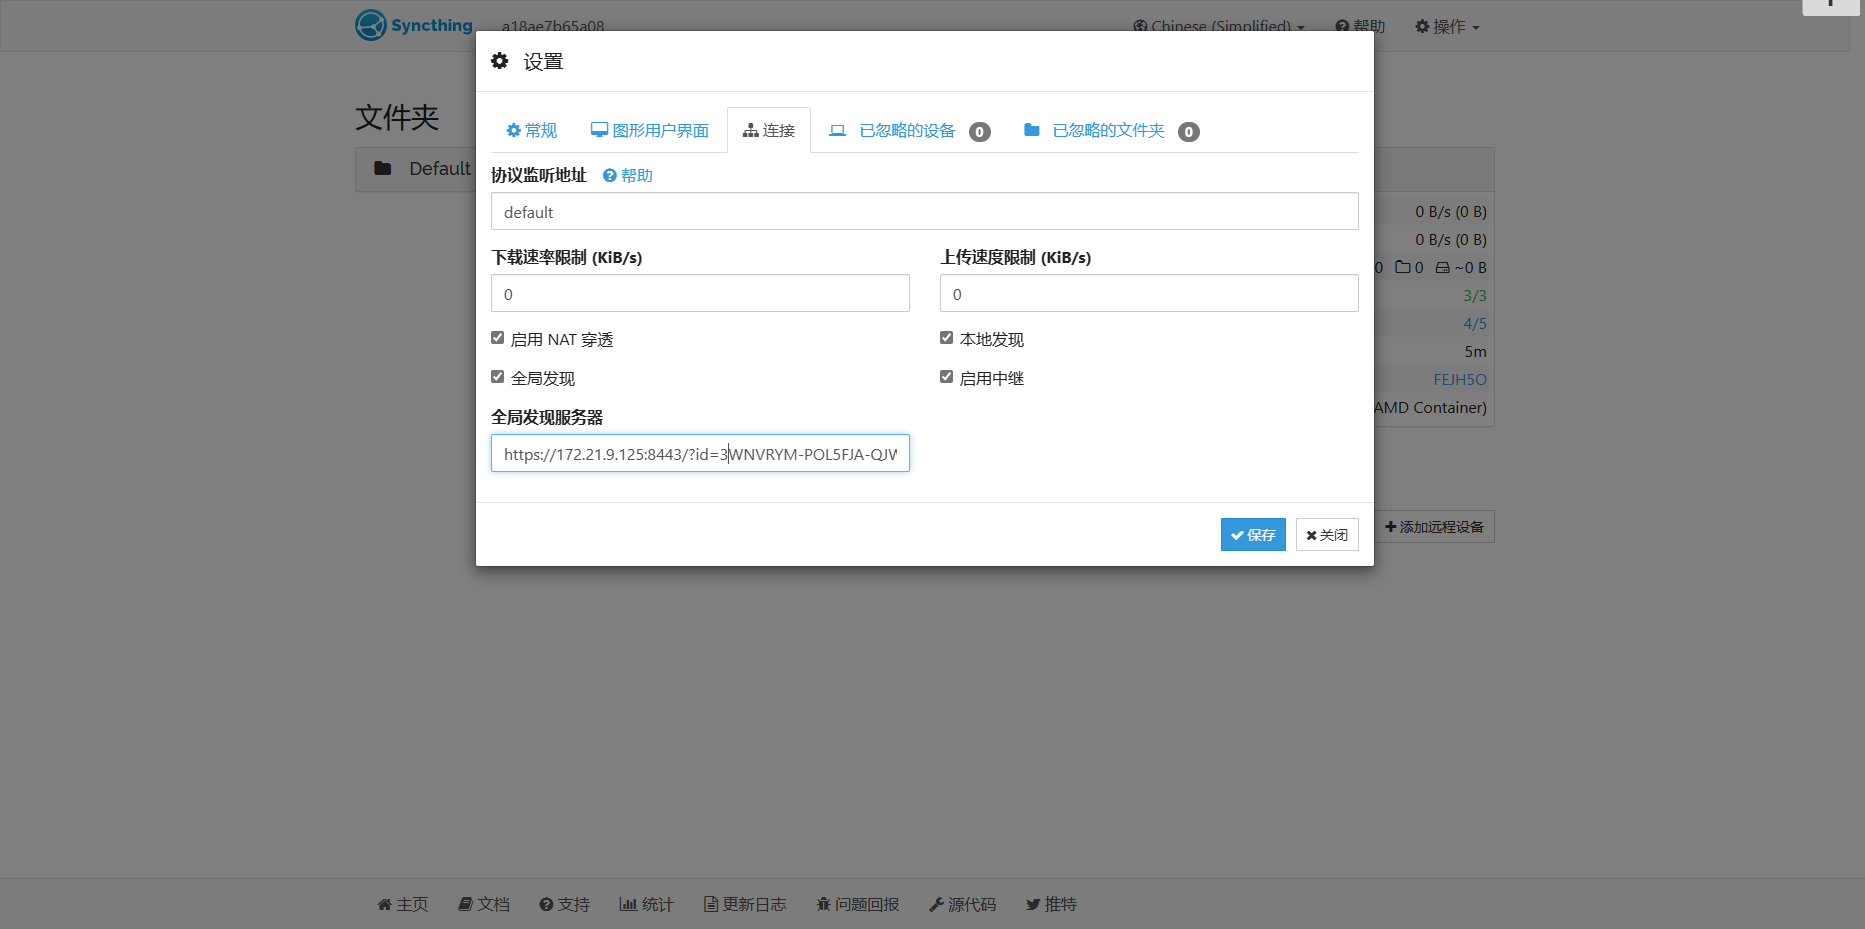 Syncthing a18ae7b65a08 Chinese (Simplified) 帮助 操作
设置
文件夹
常规 图形用户界面 连接 已忽略的设备 0 已忽略的文件夹 0
Default
协议监听地址 帮助
default
0 B/s (0 B)
0 B/s (0 B)
下载速率限制 (KiB/s) 上传速度限制 (KiB/s)
0 0 ~0 B
0 0
3/3
4/5
启用 NAT 穿透 本地发现
5m
全局发现 启用中继
FEJH5O
AMD Container)
全局发现服务器
https://172.21.9.125:8443/?id=3WNVRYM-POL5FJA-QJW
保存 关闭
添加远程设备
主页 文档 支持 统计 更新日志 问题回报 源代码 推特